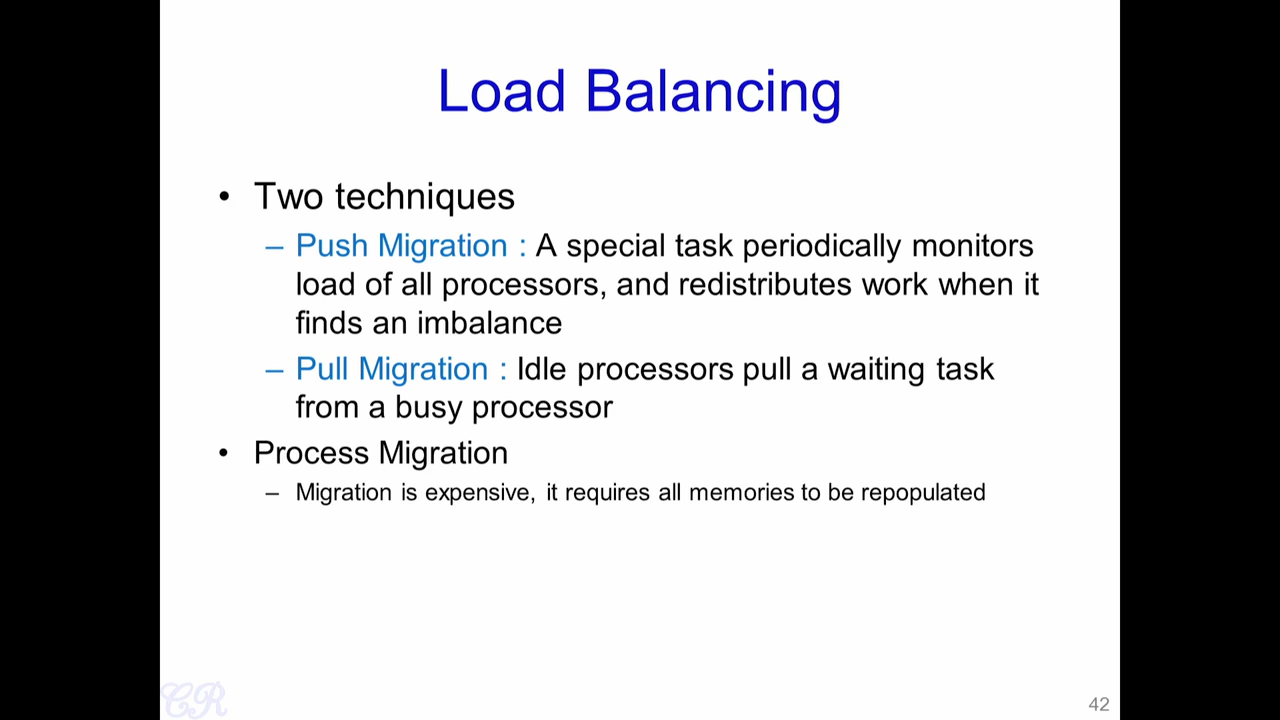 Load Balancing
• Two techniques
– Push Migration : A special task periodically monitors
load of all processors, and redistributes work when it
finds an imbalance
– Pull Migration : Idle processors pull a waiting task
from a busy processor
• Process Migration
– Migration is expensive, it requires all memories to be repopulated
CR
42